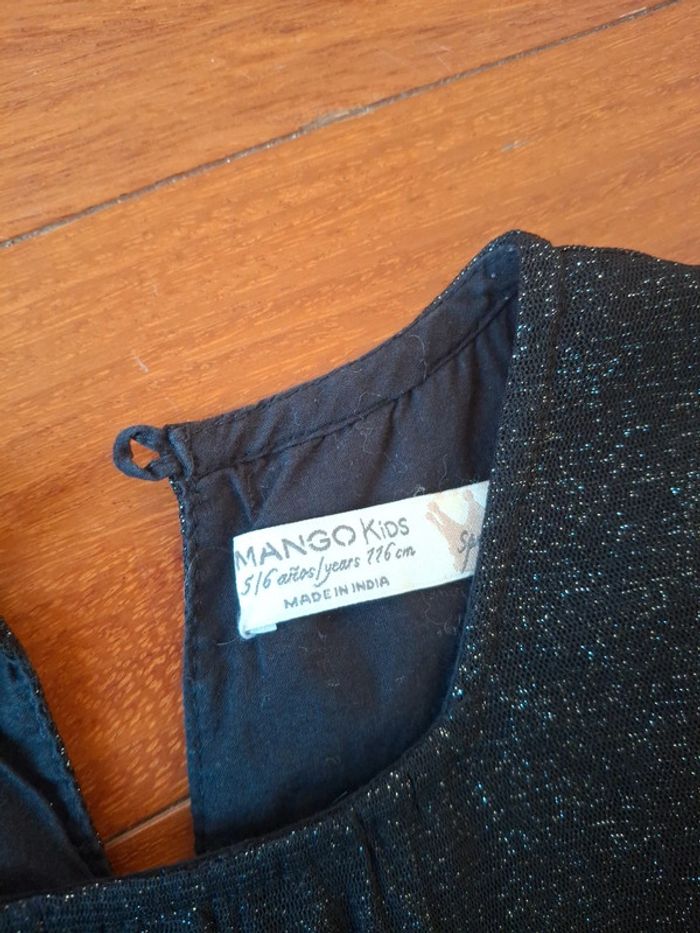 MANGO KiDS
5/6 años/years 116 cm
MADE IN INDIA